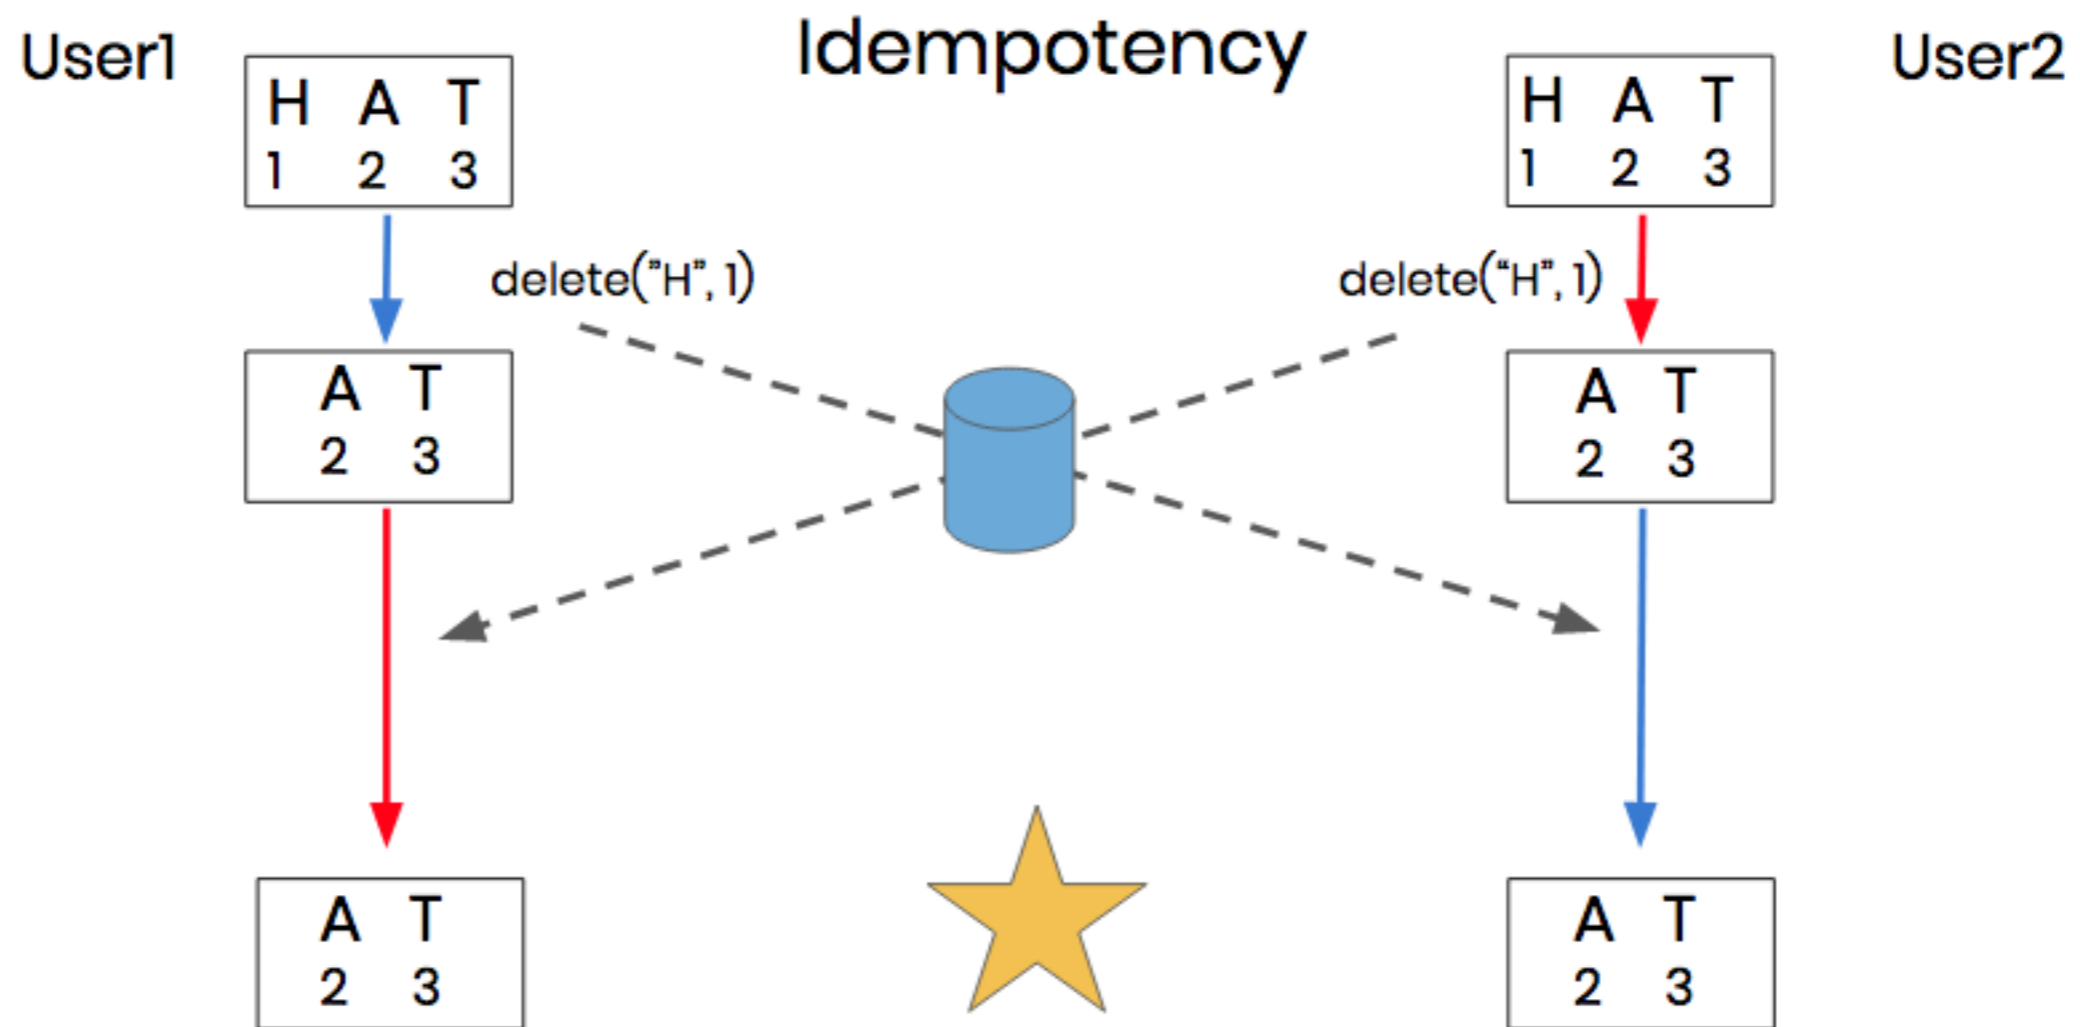 Idempotency
User1
User2
H A T
1 2 3
H A T
1 2 3
delete(”H”, 1)
delete(“H”, 1)
A T
2 3
A T
2 3
A T
2 3
A T
2 3